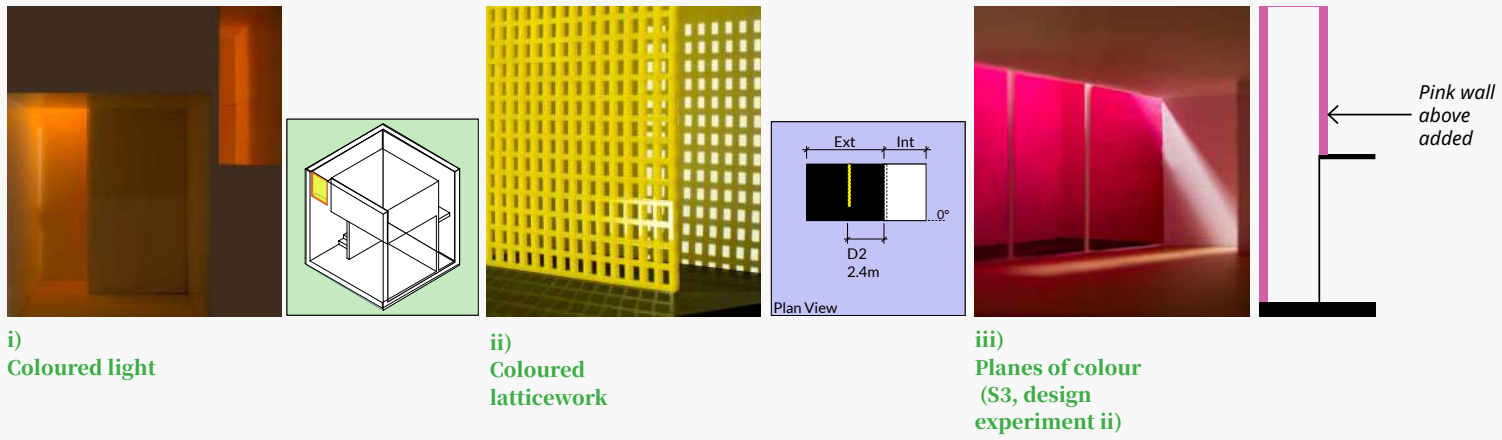 Ext
Int
0°
D2
2.4m
Plan View
Pink wall
above
added
i)
Coloured light
ii)
Coloured
latticework
iii)
Planes of colour
(S3, design
experiment ii)